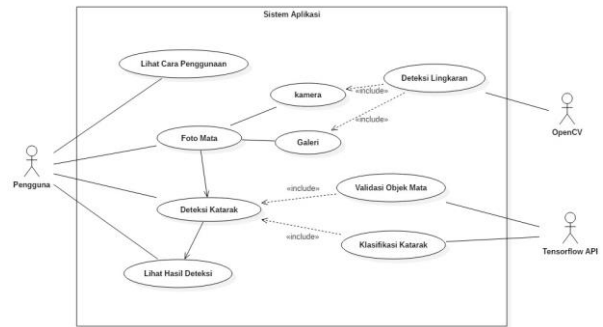 Sistem Aplikasi
Lihat Cara Penggunaan
Deteksi Lingkaran
kamera
«include»
OpenCV
«include»
Foto Mata
Galeri
Pengguna
Validasi Objek Mata
«include»
Deteksi Katarak
«include»
Klasifikasi Katarak
Tensorflow API
Lihat Hasil Deteksi